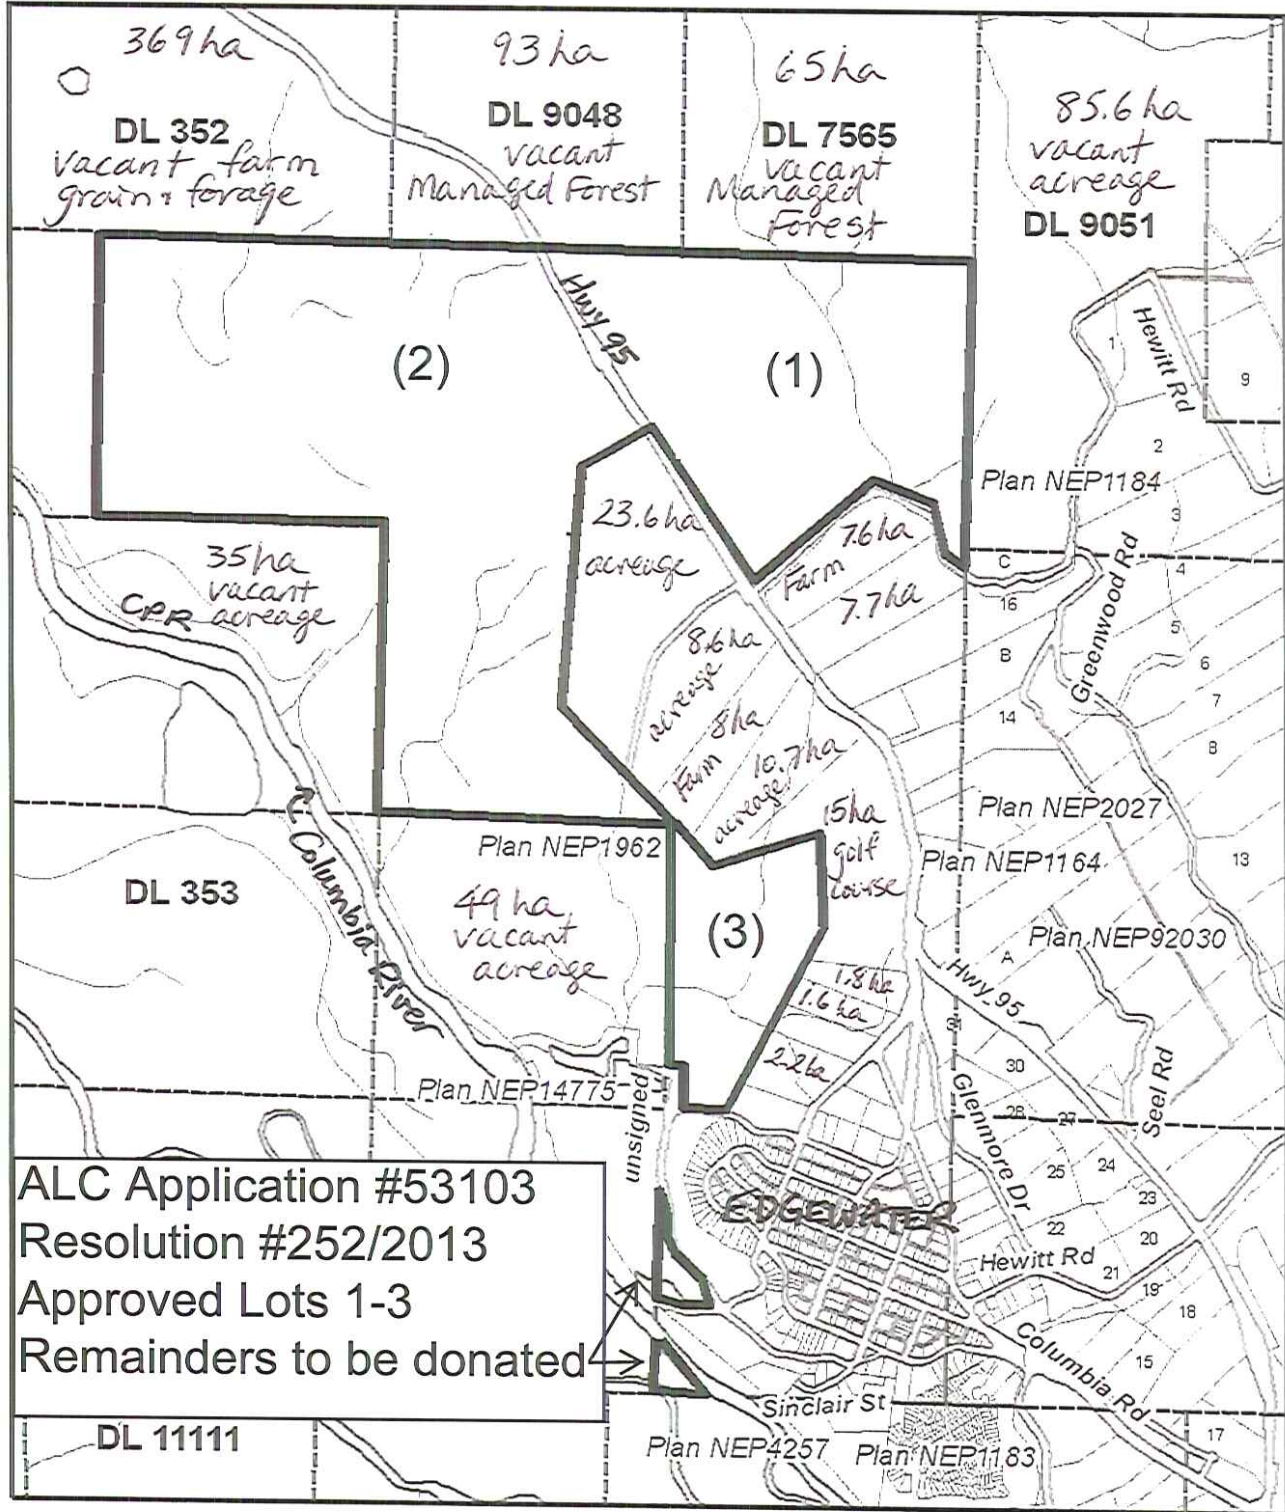 369 ha
93 ha
65 ha
85.6 ha
DL 352
DL 9048
DL 7565
vacant
vacant farm
vacant
vacant
acreage
grain & forage
Managed Forest
Managed
Forest
DL 9051
Hwy 95
(2)
(1)
Hewitt Rd
1
9
2
Plan NEP1184
3
23.6 ha
acreage
7.6 ha
Farm
7.7 ha
35 ha
vacant
acreage
CPR
C
16
4
5
B
6
Greenwood Rd
7
14
8
8.6 ha
acreage
8 ha
Farm
10.7 ha
acreage
15 ha
golf
course
Plan NEP2027
Plan NEP1962
Plan NEP1164
13
DL 353
Columbia River
49 ha
vacant
acreage
(3)
Plan NEP92030
A
1.8 ha
1.6 ha
2.2 ha
Hwy 95
31
30
Plan NEP14775
unsigned
Glenmore Dr
28
27
Seel Rd
25
24
23
22
20
EDGEWATER
Hewitt Rd
21
19
18
ALC Application #53103
Resolution #252/2013
Approved Lots 1-3
Remainders to be donated
Columbia Rd
15
Sinclair St
DL 11111
Plan NEP4257
Plan NEP1183
17